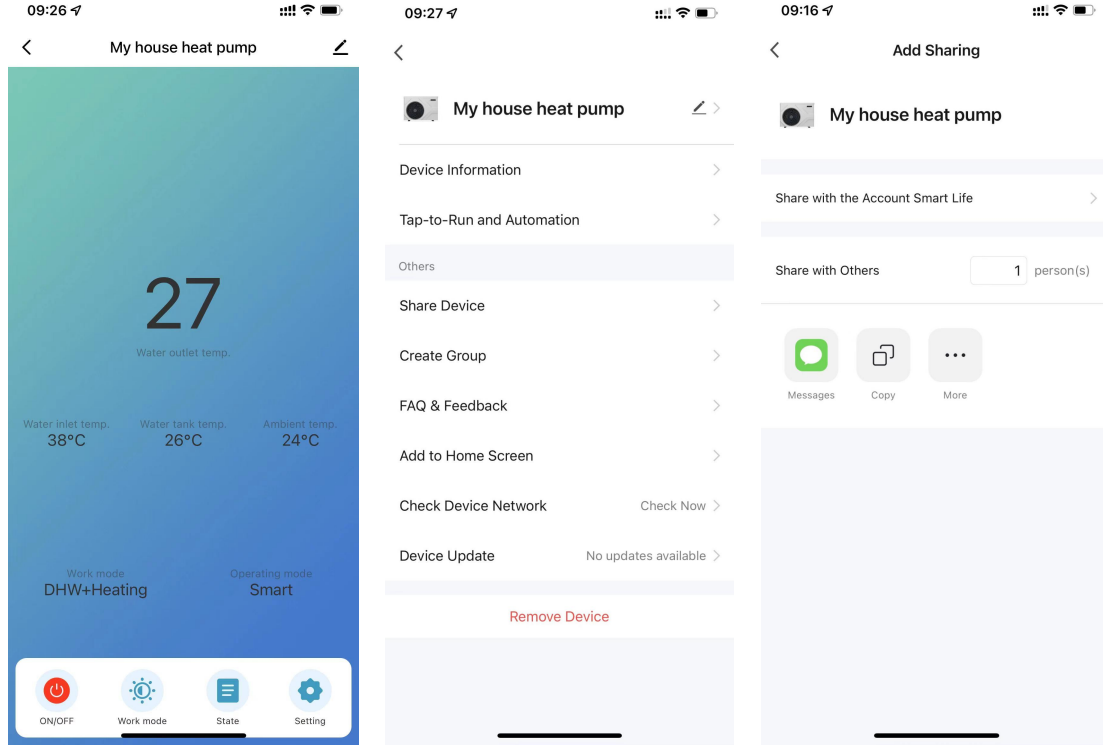 09:26
My house heat pump
27
Water outlet temp.
Water inlet temp. Water tank temp. Ambient temp.
38°C 26°C 24°C
Work mode Operating mode
DHW+Heating Smart
ON/OFF Work mode State Setting
09:27
My house heat pump
Device Information
Tap-to-Run and Automation
Others
Share Device
Create Group
FAQ & Feedback
Add to Home Screen
Check Device Network Check Now
Device Update No updates available
Remove Device
09:16
Add Sharing
My house heat pump
Share with the Account Smart Life
Share with Others 1 person(s)
Messages Copy More